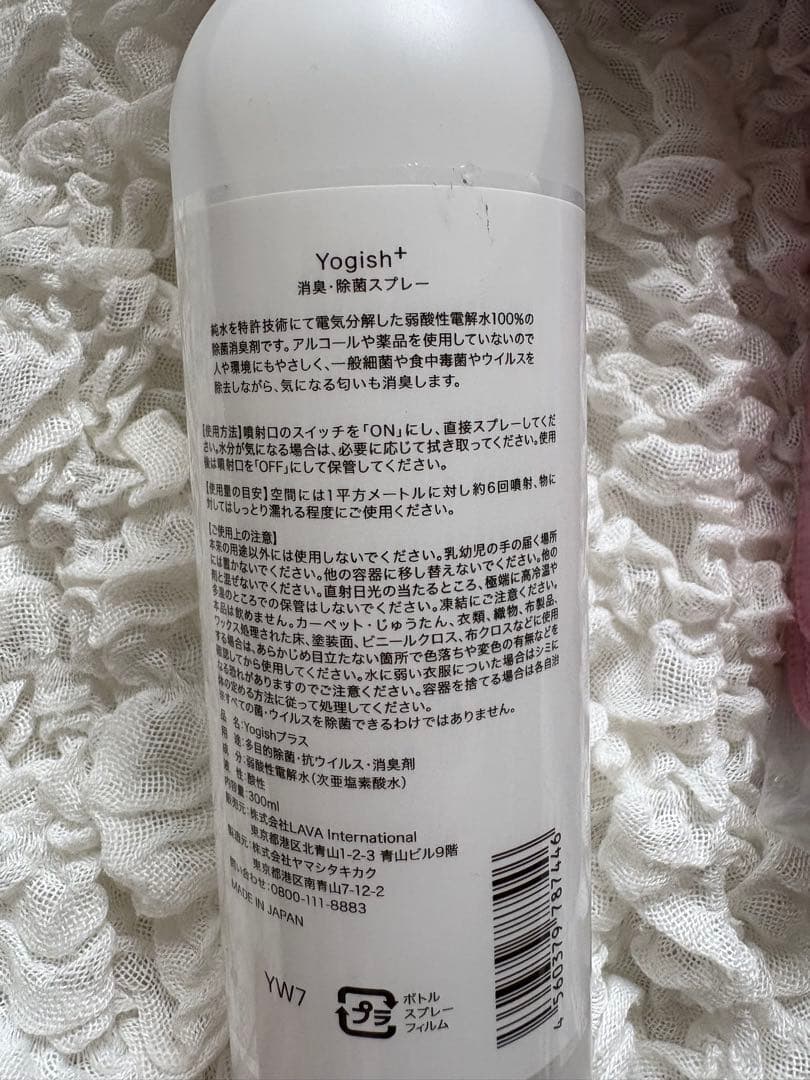 Yogish+
消臭・除菌スプレー
純水を特許技術にて電気分解した弱酸性電解水100%の
除菌消臭剤です。アルコールや薬品を使用していないので
人や環境にもやさしく、一般細菌や食中毒菌やウイルスを
除去しながら、気になる匂いも消臭します。
【使用方法】噴射口のスイッチを「ON」にし、直接スプレーしてくだ
さい。水分が気になる場合は、必要に応じて拭き取ってください。使用
後は噴射口を「OFF」にして保管してください。
【使用量の目安】空間には1平方メートルに対し約6回噴射、物に
対してはしっとり濡れる程度にご使用ください。
【ご使用上の注意】
本来の用途以外には使用しないでください。乳幼児の手の届く場所
には置かないでください。他の容器に移し替えないでください。他の
剤と混ぜないでください。直射日光の当たるところ、極端に高冷温や
多湿のところでの保管はしないでください。凍結にご注意ください。
本品は飲めません。カーペット・じゅうたん、衣類、織物、布製品、
ワックス処理された床、塗装面、ビニールクロス、布クロスなどに使用
する場合は、あらかじめ目立たない箇所で色落ちや変色の有無などを
確認してから使用してください。水に弱い衣服についた場合はシミに
なる恐れがありますのでご注意ください。容器を捨てる場合は各自治
体の定める方法に従って処理してください。
※すべての菌・ウイルスを除菌できるわけではありません。
品 名:Yogishプラス
用 途:多目的除菌・抗ウイルス・消臭剤
成 分:弱酸性電解水(次亜塩素酸水)
液 性:酸性
内容量:300ml
販売元:株式会社LAVA International
東京都港区北青山1-2-3 青山ビル9階
製造元:株式会社ヤマシタキカク
東京都港区南青山7-12-2
問い合わせ:0800-111-8883
MADE IN JAPAN
YW7
プラ
ボトル
スプレー
フィルム
4 560379 787446